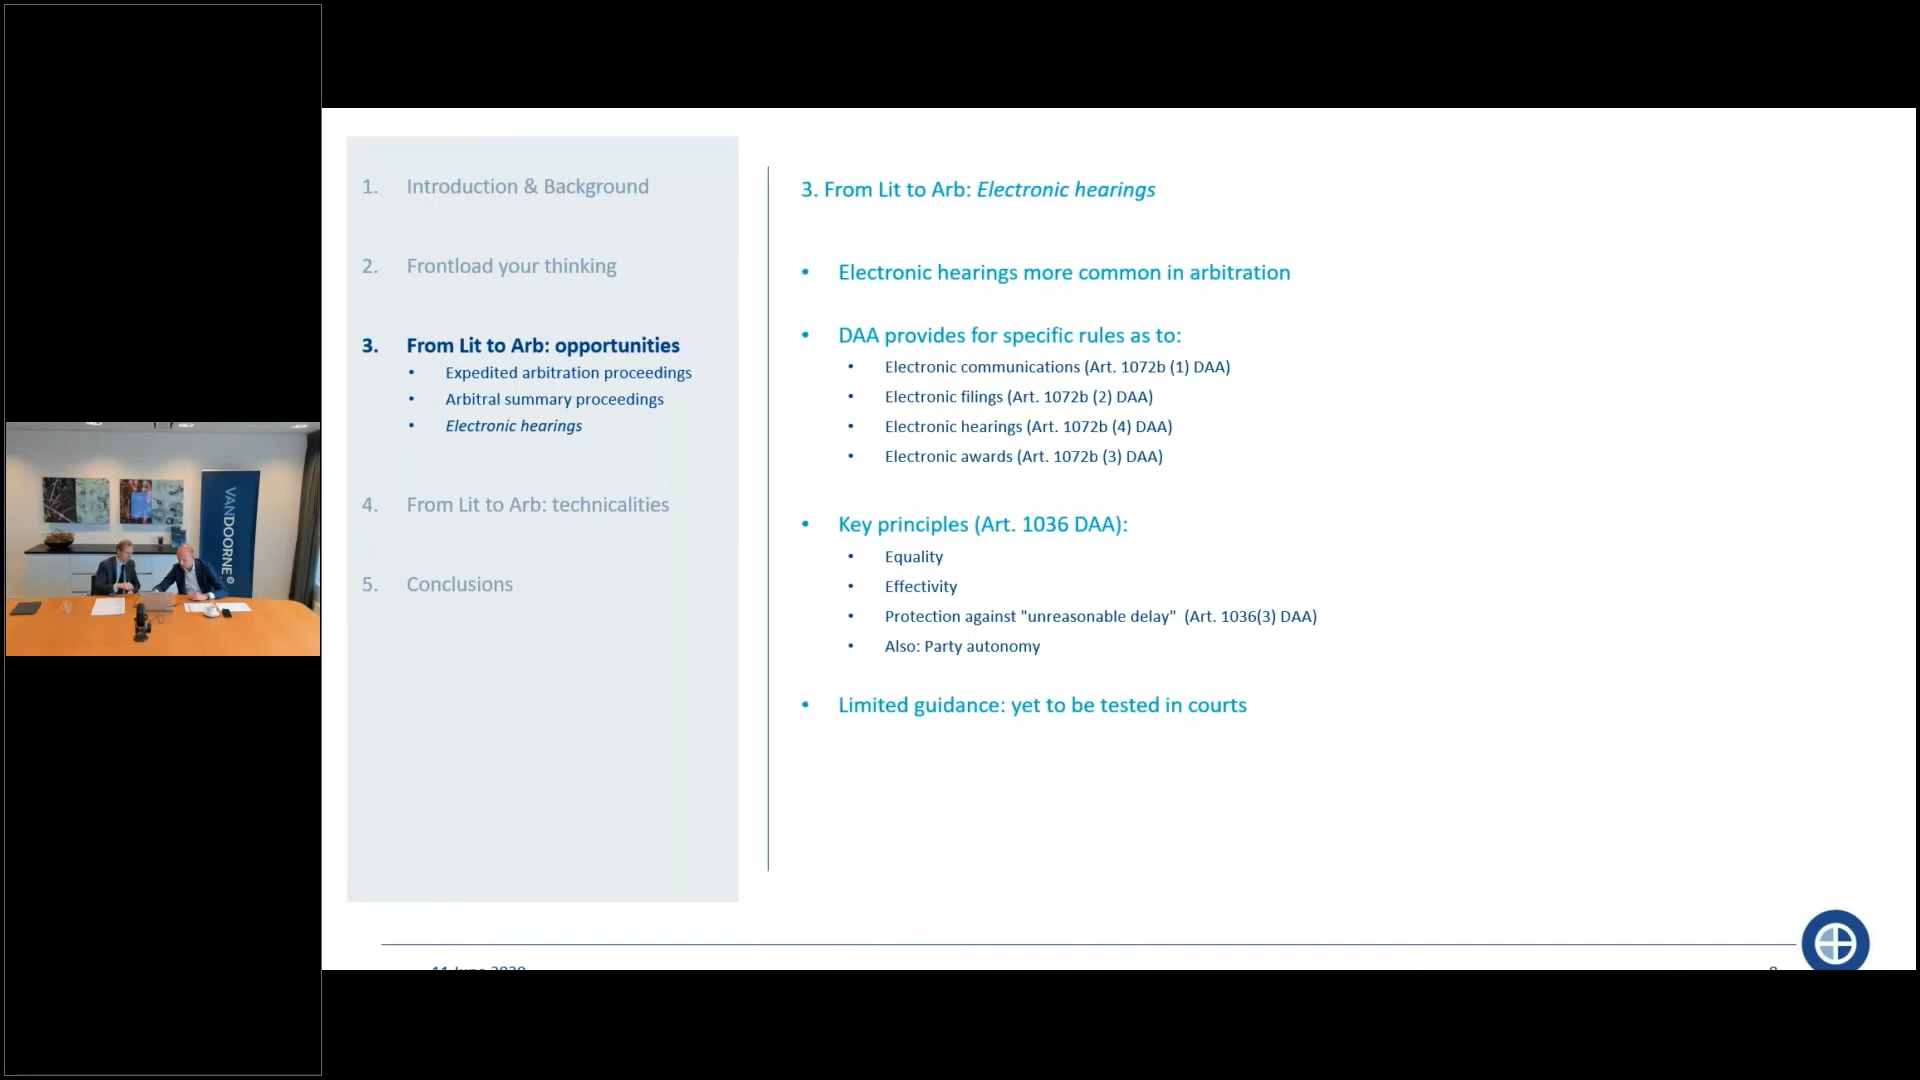 1. Introduction & Background
2. Frontload your thinking
3. From Lit to Arb: opportunities
• Expedited arbitration proceedings
• Arbitral summary proceedings
• Electronic hearings
4. From Lit to Arb: technicalities
5. Conclusions
3. From Lit to Arb: Electronic hearings
• Electronic hearings more common in arbitration
• DAA provides for specific rules as to:
• Electronic communications (Art. 1072b (1) DAA)
• Electronic filings (Art. 1072b (2) DAA)
• Electronic hearings (Art. 1072b (4) DAA)
• Electronic awards (Art. 1072b (3) DAA)
• Key principles (Art. 1036 DAA):
• Equality
• Effectivity
• Protection against "unreasonable delay"  (Art. 1036(3) DAA)
• Also: Party autonomy
• Limited guidance: yet to be tested in courts
11 June 2020
VANDOORNE